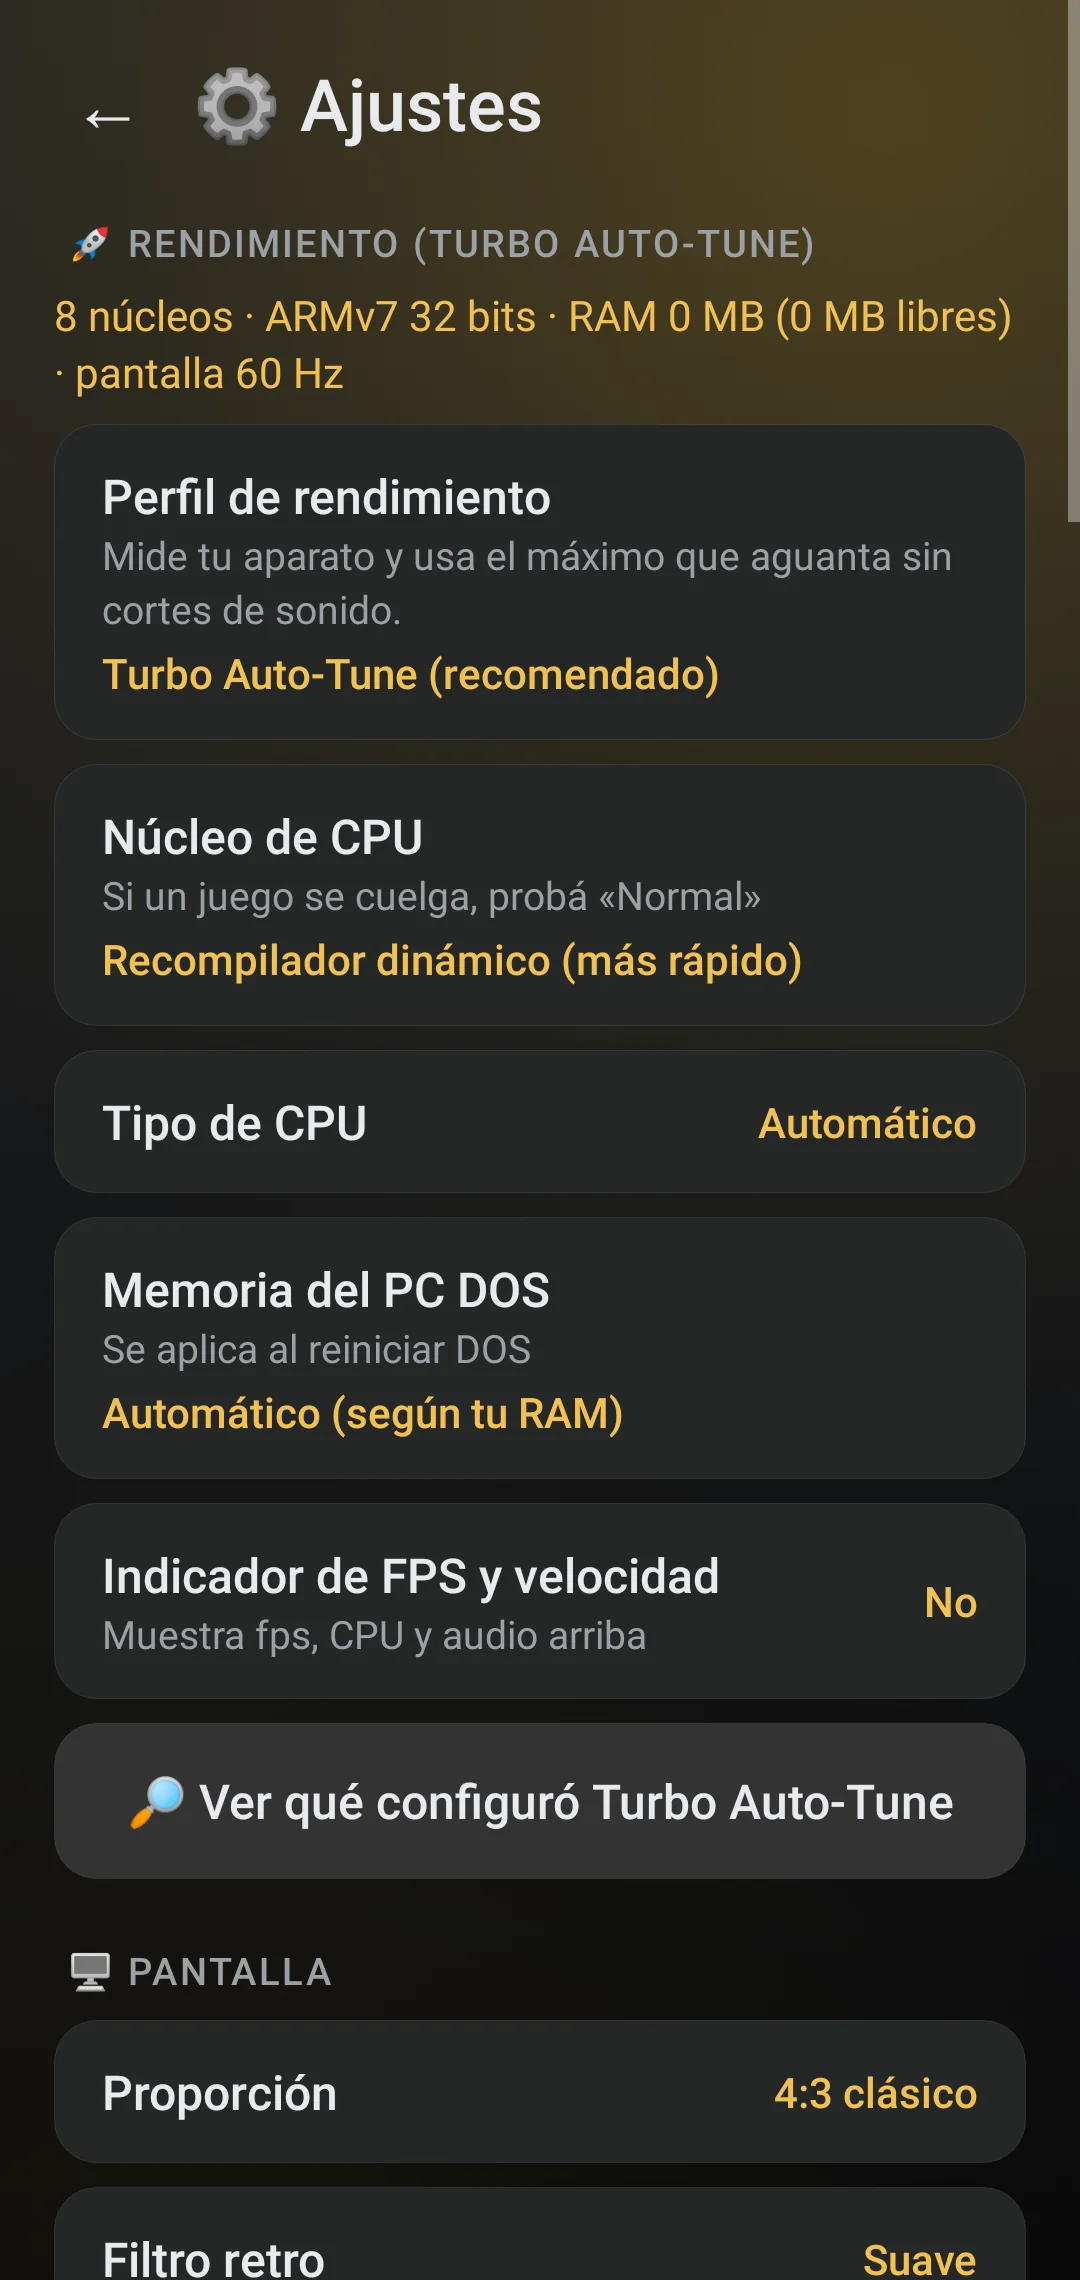 ← ⚙ Ajustes
🚀 RENDIMIENTO (TURBO AUTO-TUNE)
8 núcleos · ARMv7 32 bits · RAM 0 MB (0 MB libres)
· pantalla 60 Hz
Perfil de rendimiento
Mide tu aparato y usa el máximo que aguanta sin
cortes de sonido.
Turbo Auto-Tune (recomendado)
Núcleo de CPU
Si un juego se cuelga, probá «Normal»
Recompilador dinámico (más rápido)
Tipo de CPU
Automático
Memoria del PC DOS
Se aplica al reiniciar DOS
Automático (según tu RAM)
Indicador de FPS y velocidad
Muestra fps, CPU y audio arriba
No
🔎 Ver qué configuró Turbo Auto-Tune
🖥 PANTALLA
Proporción
4:3 clásico
Filtro retro
Suave